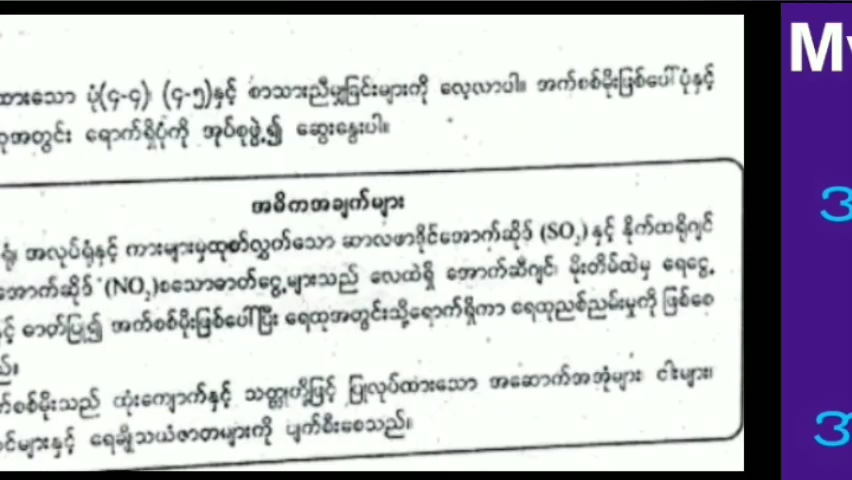 ထားသော ပုံ(၄-၄) (၄-၅)နှင့် စာသားညီမျှခြင်းများကို လေ့လာပါ။ အက်စစ်မိုးဖြစ်ပေါ်ပုံနှင့်
ထုအတွင်း ရောက်ရှိပုံကို အုပ်စုဖွဲ့၍ ဆွေးနွေးပါ။
အဓိကအချက်များ
ရုံ၊ အလုပ်ရုံနှင့် ကားများမှထုတ်လွှတ်သော ဆာလဖာဒိုင်အောက်ဆိုဒ် (SO₂) နှင့် နိုက်ထရိုဂျင်
အောက်ဆိုဒ် (NO₂)စသောဓာတ်ငွေ့များသည် လေထဲရှိ အောက်ဆီဂျင်၊ မိုးတိမ်ထဲမှ ရေငွေ့
နှင့် ဓာတ်ပြု၍ အက်စစ်မိုးဖြစ်ပေါ်ပြီး ရေထုအတွင်းသို့ရောက်ရှိကာ ရေထုညစ်ညမ်းမှုကို ဖြစ်စေ
သည်။
က်စစ်မိုးသည် ထုံးကျောက်နှင့် သတ္တုတို့ဖြင့် ပြုလုပ်ထားသော အဆောက်အအုံများ၊ ငါးများ၊
င်များနှင့် ရေချိုသယံဇာတများကို ပျက်စီးစေသည်။